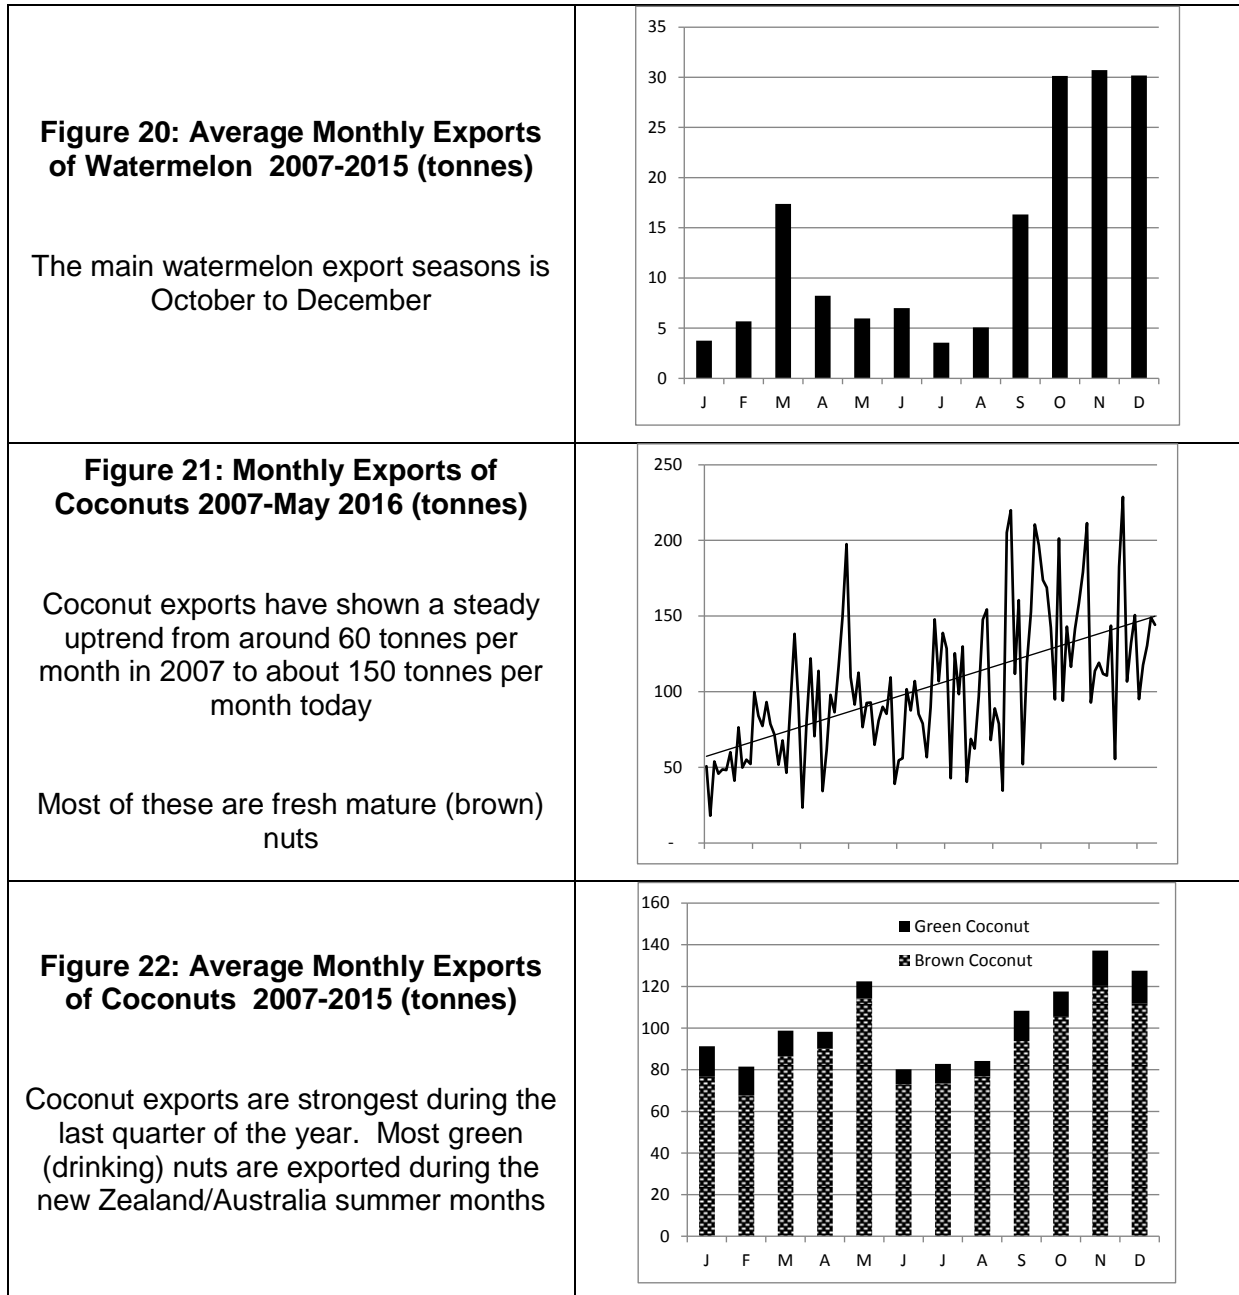 Figure 20: Average Monthly Exports
of Watermelon 2007-2015 (tonnes)
The main watermelon export seasons is
October to December
35
30
25
20
15
10
5
0
J F M A M J J A S O N D
Figure 21: Monthly Exports of
Coconuts 2007-May 2016 (tonnes)
Coconut exports have shown a steady
uptrend from around 60 tonnes per
month in 2007 to about 150 tonnes per
month today
Most of these are fresh mature (brown)
nuts
250
200
150
100
50
-
Figure 22: Average Monthly Exports
of Coconuts 2007-2015 (tonnes)
Coconut exports are strongest during the
last quarter of the year. Most green
(drinking) nuts are exported during the
new Zealand/Australia summer months
160
140
120
100
80
60
40
20
0
Green Coconut
Brown Coconut
J F M A M J J A S O N D